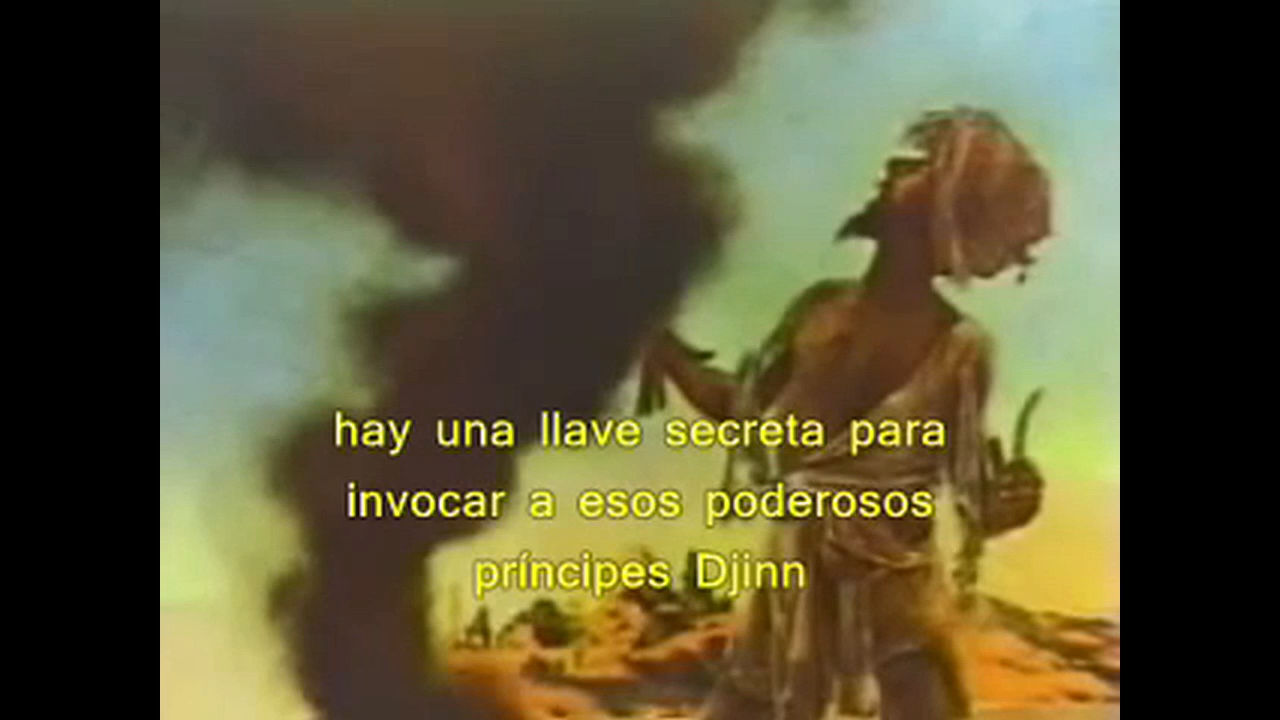 hay una llave secreta para
invocar a esos poderosos
príncipes Djinn